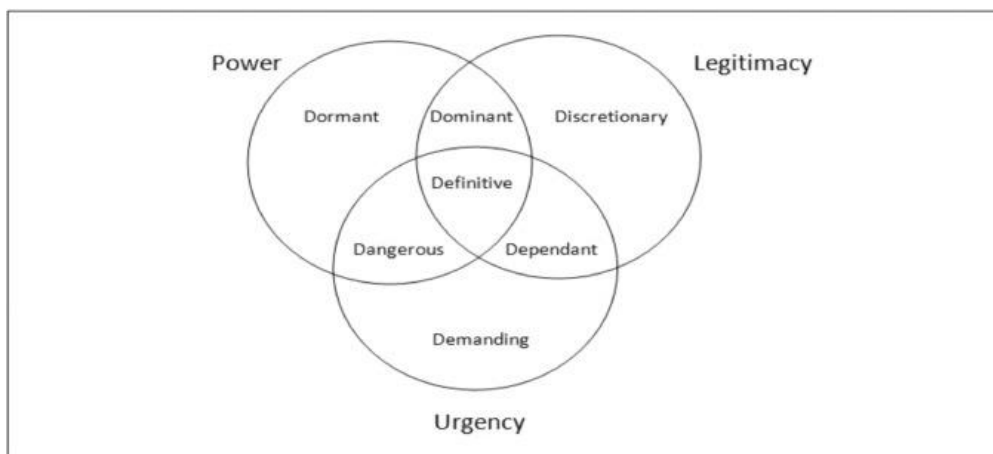 Power
Legitimacy
Dormant
Dominant
Discretionary
Definitive
Dangerous
Dependant
Demanding
Urgency